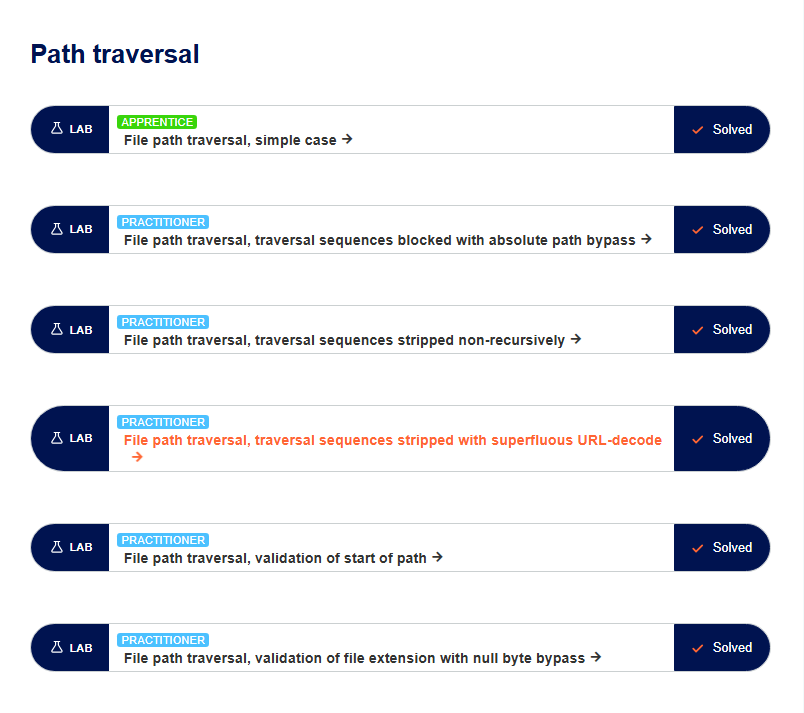 Path traversal
LAB
APPRENTICE
File path traversal, simple case →
Solved
LAB
PRACTITIONER
File path traversal, traversal sequences blocked with absolute path bypass →
Solved
LAB
PRACTITIONER
File path traversal, traversal sequences stripped non-recursively →
Solved
LAB
PRACTITIONER
File path traversal, traversal sequences stripped with superfluous URL-decode
→
Solved
LAB
PRACTITIONER
File path traversal, validation of start of path →
Solved
LAB
PRACTITIONER
File path traversal, validation of file extension with null byte bypass →
Solved